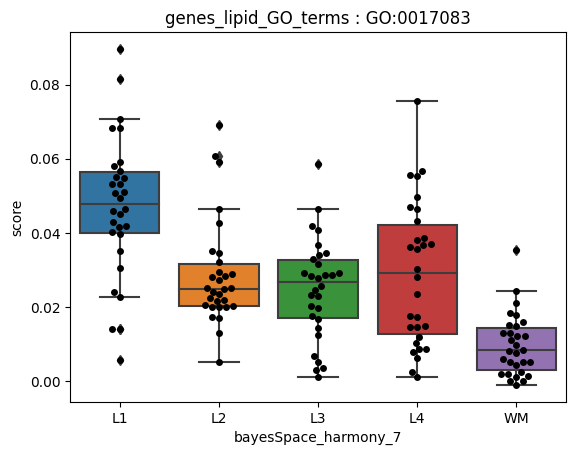 genes_lipid_GO_terms : GO:0017083
0.08
0.06
0.04
0.02
0.00
score
L1 L2 L3 L4 WM
bayesSpace_harmony_7